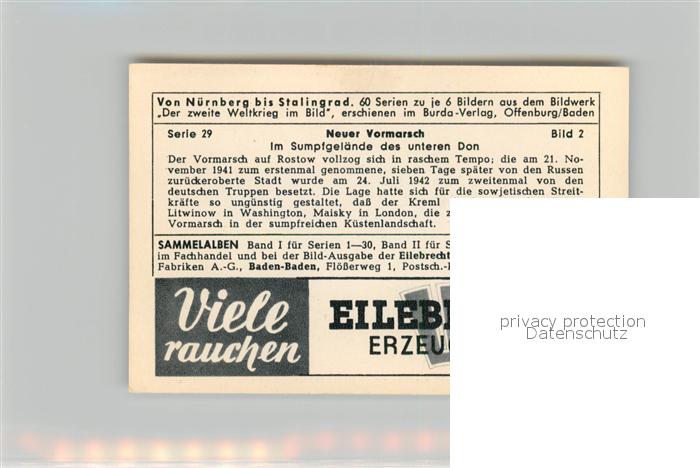 Von Nürnberg bis Stalingrad. 60 Serien zu je 6 Bildern aus dem Bildwerk
„Der zweite Weltkrieg im Bild", erschienen im Burda-Verlag, Offenburg/Baden
Serie 29 Neuer Vormarsch Bild 2
Im Sumpfgelände des unteren Don
Der Vormarsch auf Rostow vollzog sich in raschem Tempo; die am 21. No-
vember 1941 zum erstenmal genommene, sieben Tage später von den Russen
zurückeroberte Stadt wurde am 24. Juli 1942 zum zweitenmal von den
deutschen Truppen besetzt. Die Lage hatte sich für die sowjetischen Streit-
kräfte so ungünstig gestaltet, daß der Kreml
Litwinow in Washington, Maisky in London, die
Vormarsch in der sumpfreichen Küstenlandschaft.
SAMMELALBEN Band I für Serien 1—30, Band II für
im Fachhandel und bei der Bild-Ausgabe der
Fabriken A.-G., Baden-Baden, Flößerweg 1,
Viele
rauchen
privacy protection
Datenschutz